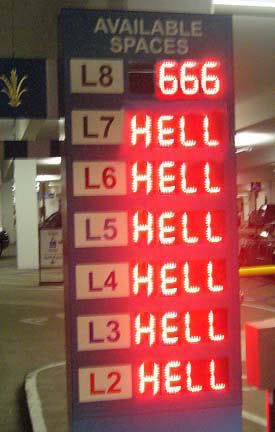 AVAILABLE
SPACES
L8 666
L7 HELL
L6 HELL
L5 HELL
L4 HELL
L3 HELL
L2 HELL